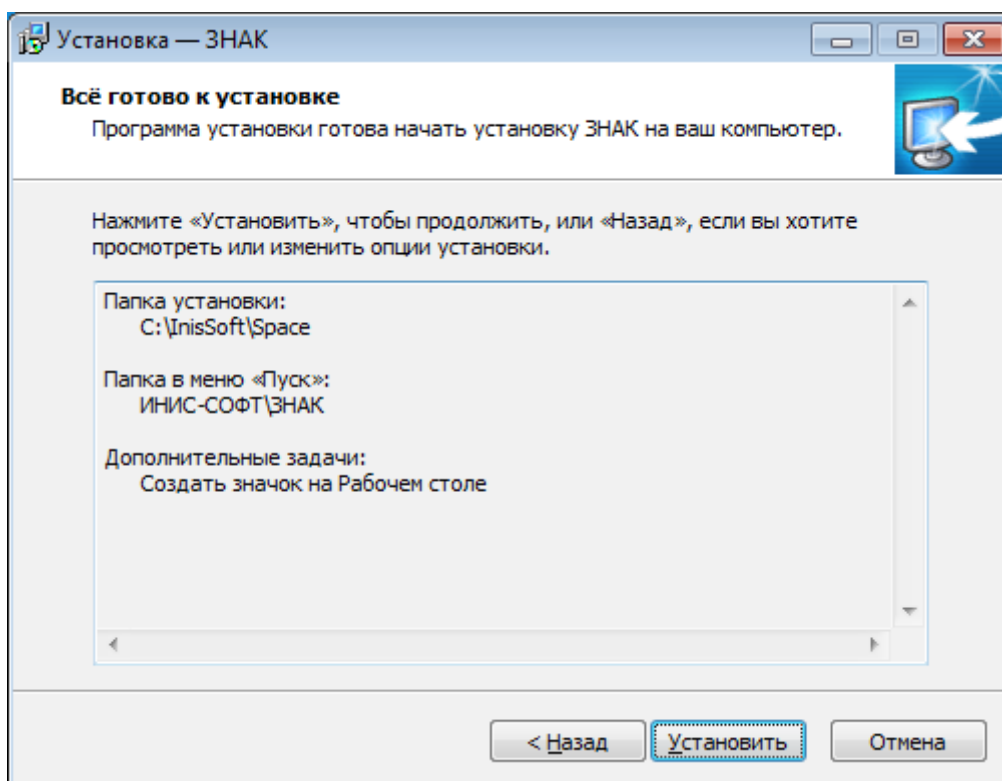 Установка — ЗНАК
Всё готово к установке
Программа установки готова начать установку ЗНАК на ваш компьютер.
Нажмите «Установить», чтобы продолжить, или «Назад», если вы хотите
просмотреть или изменить опции установки.
Папка установки:
C:\InisSoft\Space
Папка в меню «Пуск»:
ИНИС-СОФТ\ЗНАК
Дополнительные задачи:
Создать значок на Рабочем столе
< Назад
Установить
Отмена